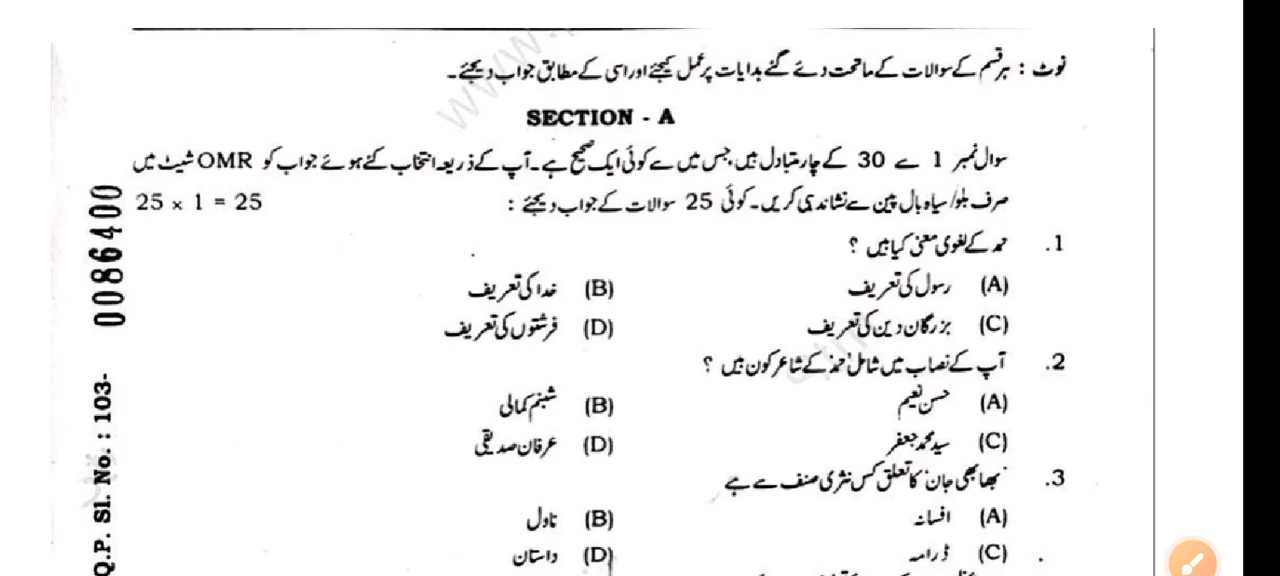 نوٹ : ہر قسم کے سوالات کے ماتحت دئے گئے ہدایات پر عمل کیجئے اور اسی کے مطابق جواب دیجئے۔
SECTION - A
سوال نمبر 1 سے 30 کے چار متبادل ہیں جس میں سے کوئی ایک صحیح ہے۔ آپ کے ذریعہ انتخاب کئے ہوئے جواب کو OMR شیٹ میں
صرف بلو/سیاہ بال پین سے نشاندہی کریں۔ کوئی 25 سوالات کے جواب دیجئے : 25 × 1 = 25
1. حمد کے لغوی معنی کیا ہیں ؟
(A) رسول کی تعریف (B) خدا کی تعریف
(C) بزرگان دین کی تعریف (D) فرشتوں کی تعریف
2. آپ کے نصاب میں شامل 'حمد' کے شاعر کون ہیں ؟
(A) حسن نعیم (B) شبنم کمالی
(C) سید محمد جعفر (D) عرفان صدیقی
3. 'بھابھی جان' کا تعلق کس نثری صنف سے ہے
(A) افسانہ (B) ناول
(C) ڈرامہ (D) داستان
Q.P. Sl. No. : 103- 0086400